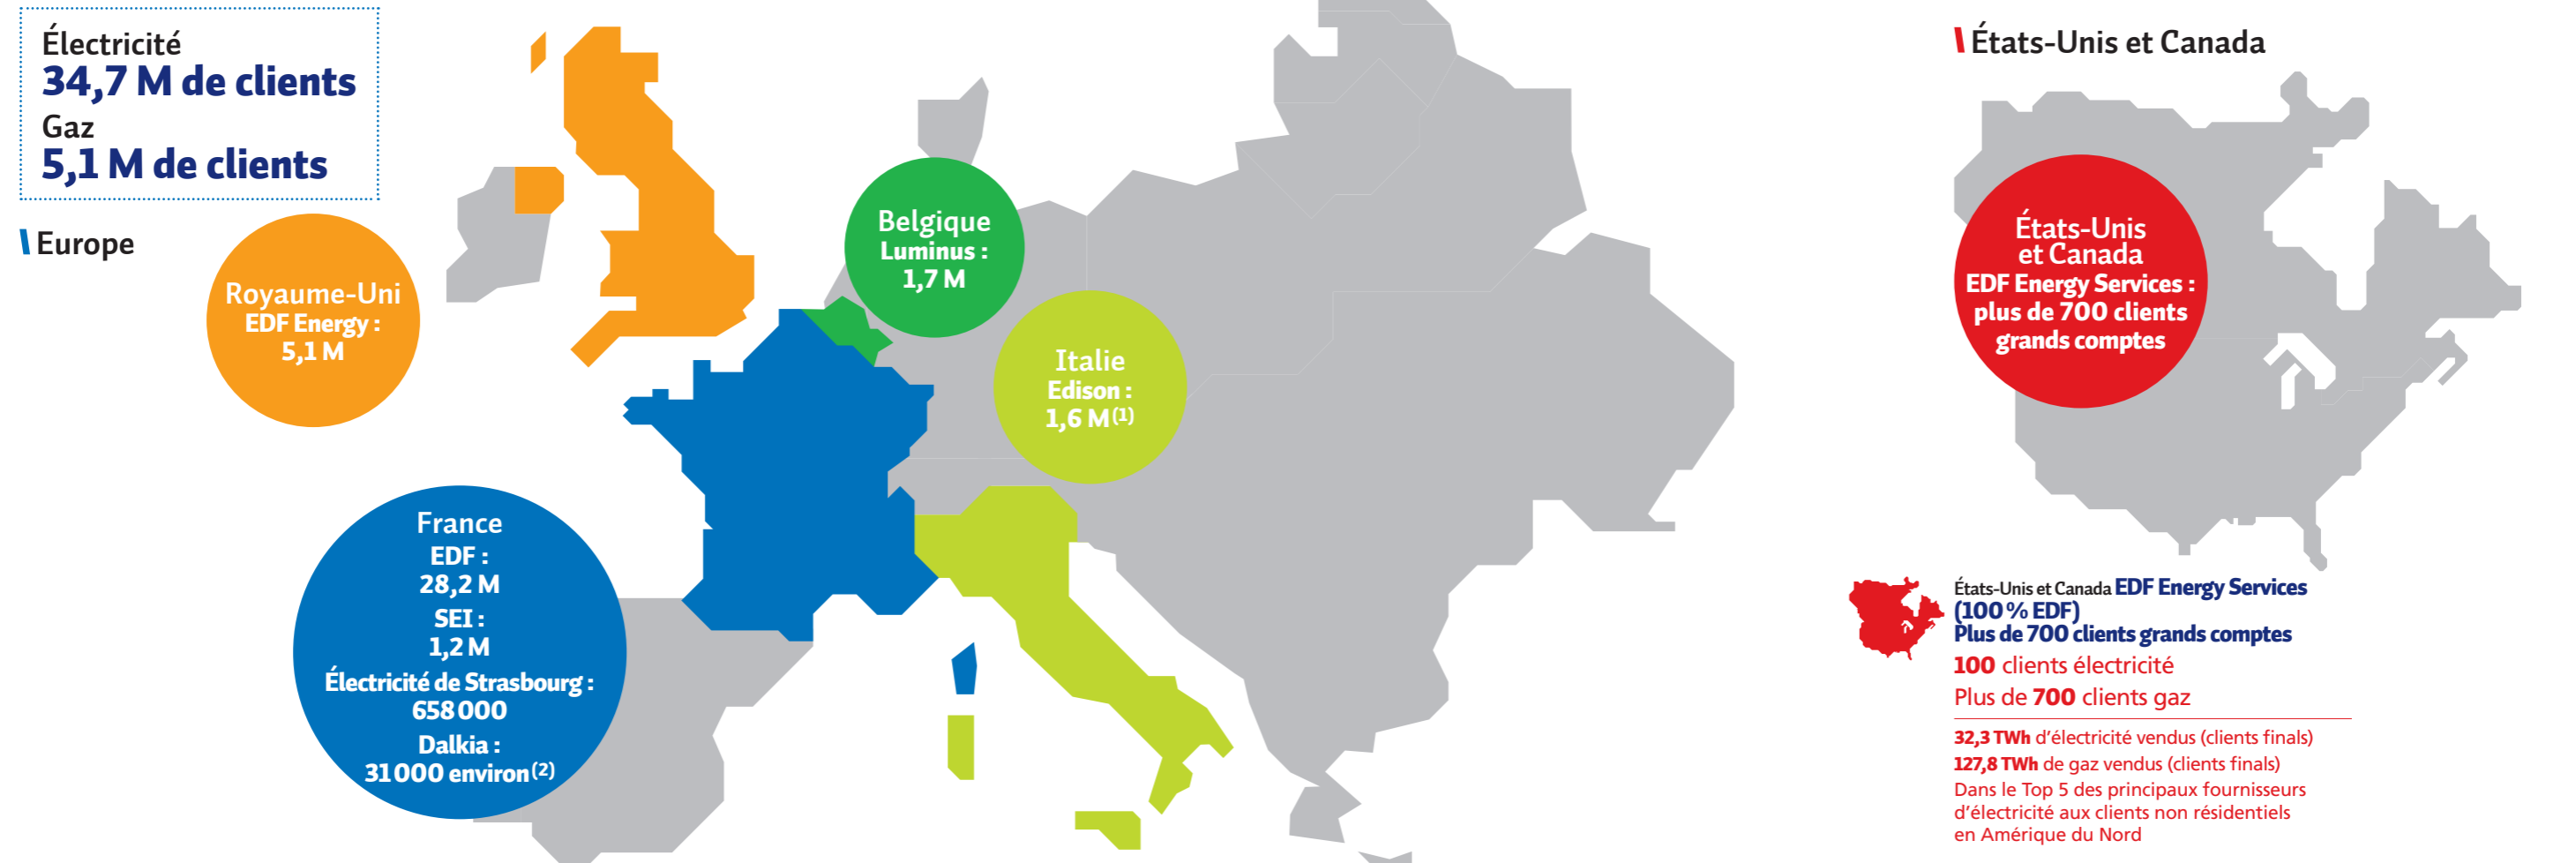 Électricité
34,7 M de clients
Gaz
5,1 M de clients
\ Europe
Royaume-Uni
EDF Energy :
5,1 M
Belgique
Luminus :
1,7 M
Italie
Edison :
1,6 M(1)
France
EDF :
28,2 M
SEI :
1,2 M
Électricité de Strasbourg :
658 000
Dalkia :
31 000 environ(2)
\ États-Unis et Canada
États-Unis
et Canada
EDF Energy Services :
plus de 700 clients
grands comptes
États-Unis et Canada EDF Energy Services
(100 % EDF)
Plus de 700 clients grands comptes
100 clients électricité
Plus de 700 clients gaz
32,3 TWh d'électricité vendus (clients finals)
127,8 TWh de gaz vendus (clients finals)
Dans le Top 5 des principaux fournisseurs
d'électricité aux clients non résidentiels
en Amérique du Nord